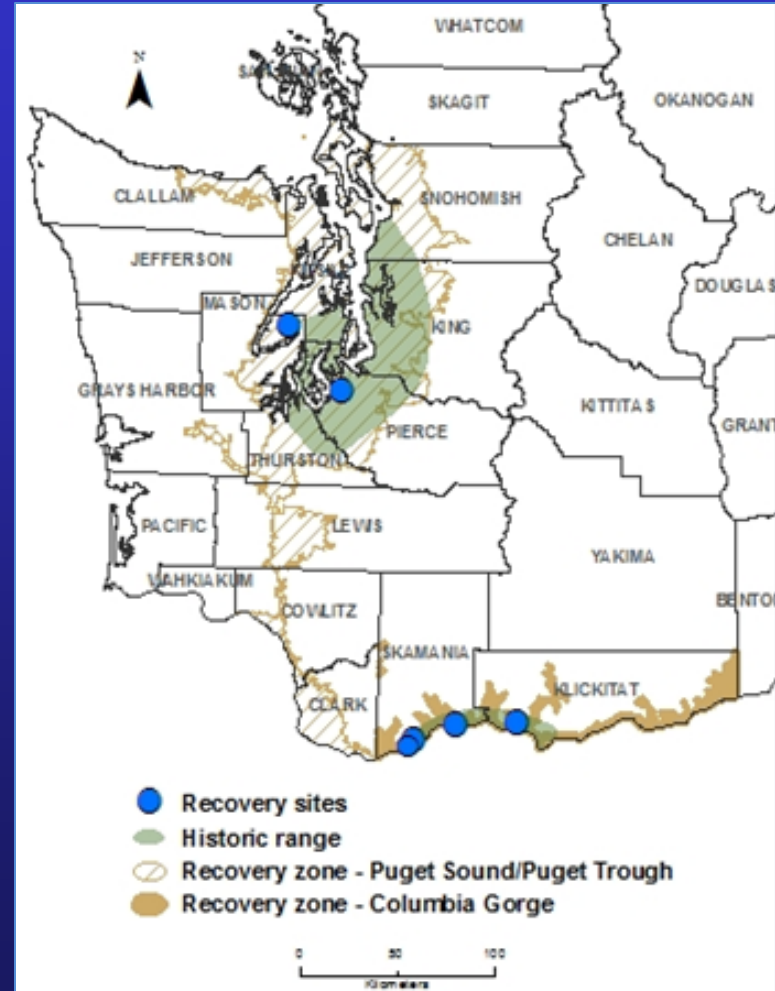 WHATCOM
N
SKAGIT
OKANOGAN
CLALLAM
SNOHOMISH
CHELAN
JEFFERSON
DOUGLAS
MASON
KING
GRAYS HARBOR
KITTITAS
GRANT
PIERCE
THURSTON
PACIFIC
LEWIS
YAKIMA
WAHKIAKUM
BENTO
COWLITZ
SKAMANIA
KLICKITAT
CLARK
Recovery sites
Historic range
Recovery zone - Puget Sound/Puget Trough
Recovery zone - Columbia Gorge
0 50 100
Kilometers